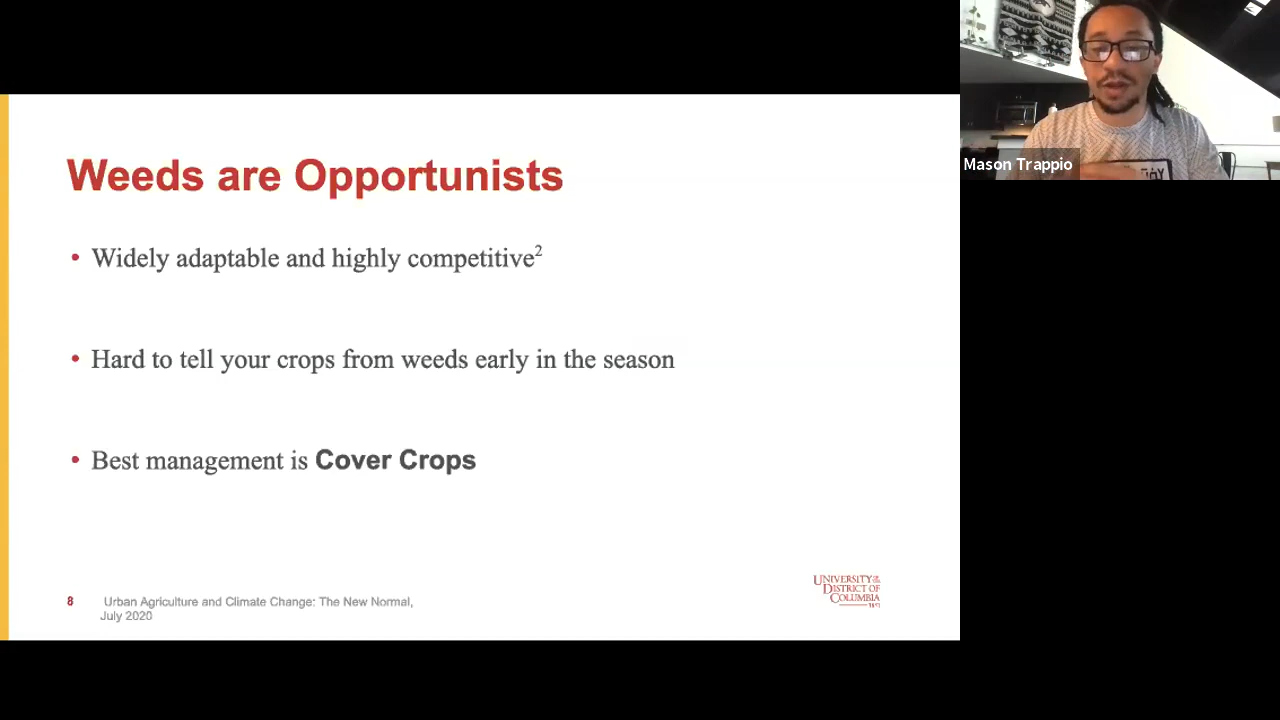 Weeds are Opportunists
• Widely adaptable and highly competitive²
• Hard to tell your crops from weeds early in the season
• Best management is Cover Crops
8 Urban Agriculture and Climate Change: The New Normal,
July 2020
UNIVERSITY OF THE
DISTRICT OF
COLUMBIA
Mason Trappio